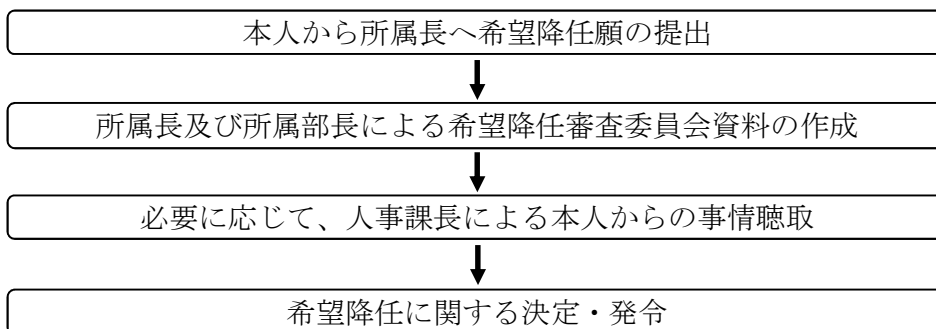 本人から所属長へ希望降任願の提出
所属長及び所属部長による希望降任審査委員会資料の作成
必要に応じて、人事課長による本人からの事情聴取
希望降任に関する決定・発令